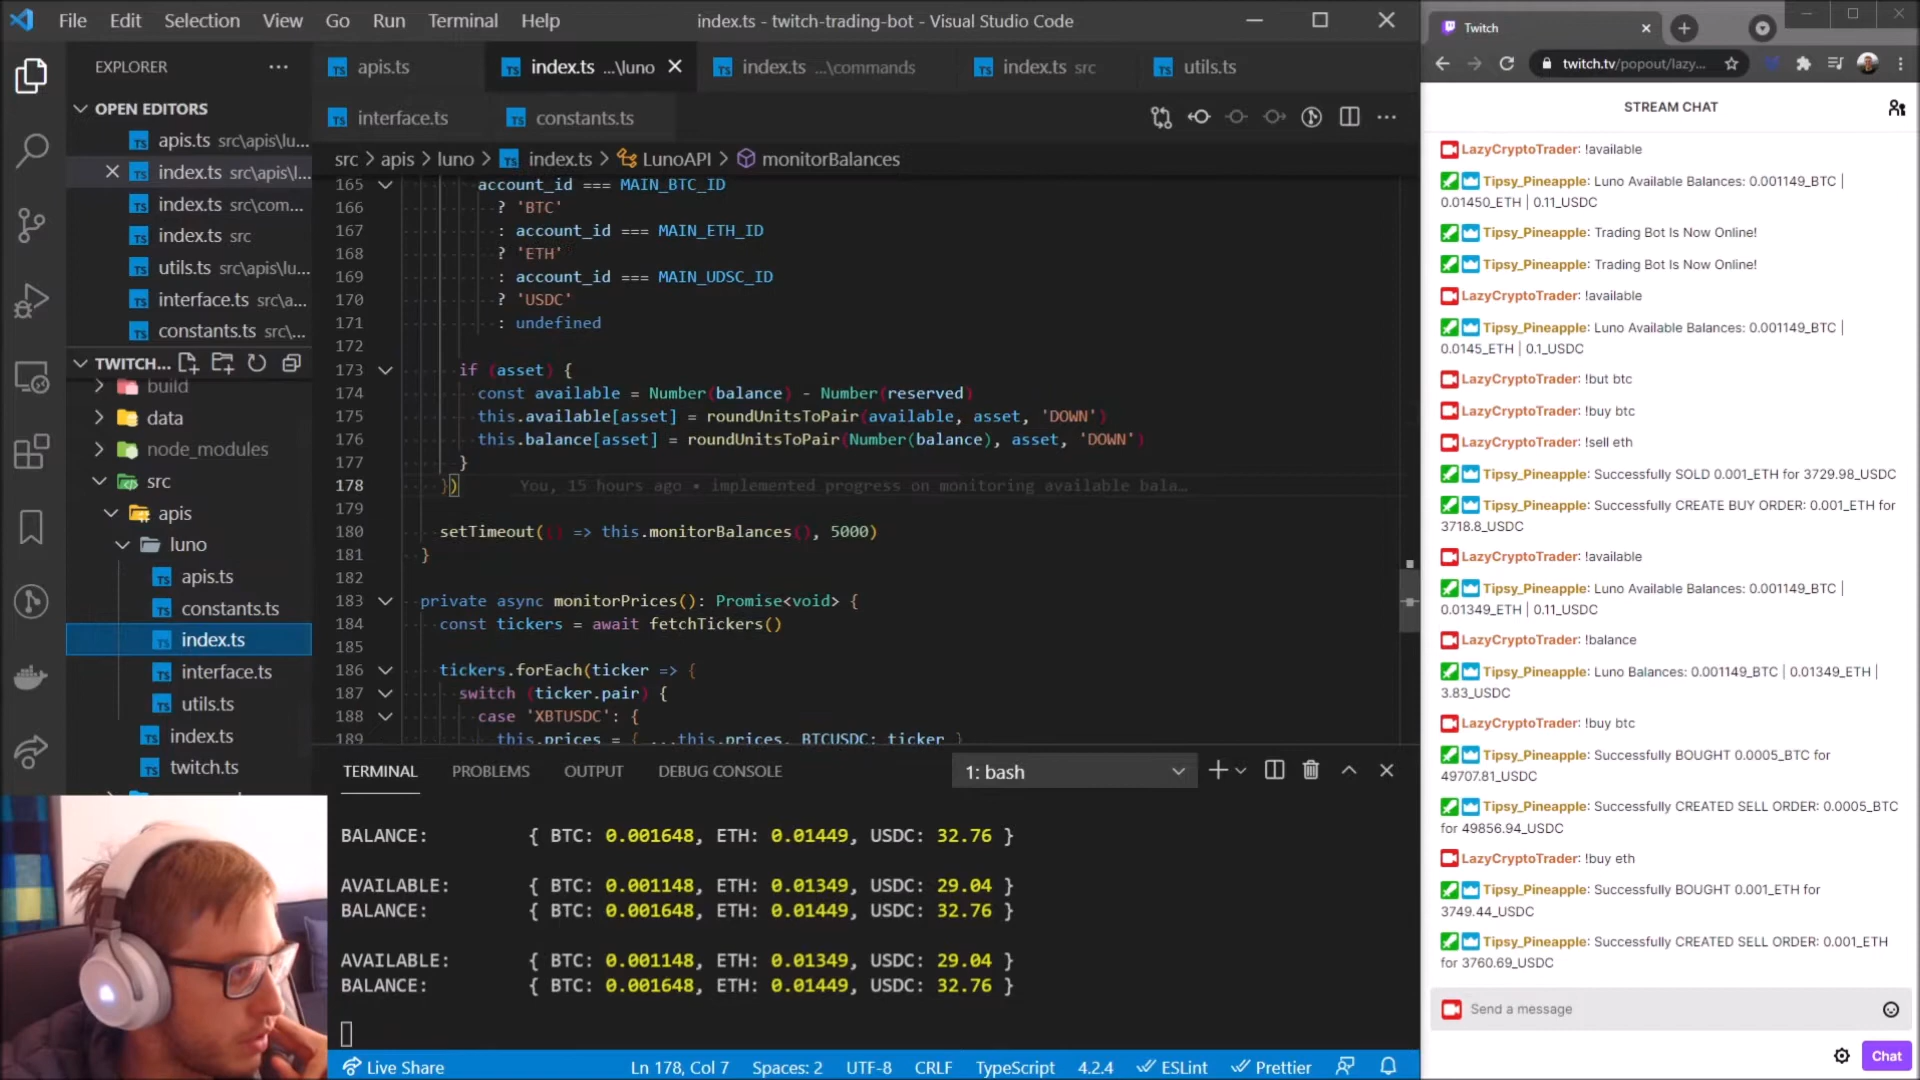 File Edit Selection View Go Run Terminal Help
index.ts - twitch-trading-bot - Visual Studio Code
EXPLORER
OPEN EDITORS
apis.ts src\apis\lu...
index.ts src\apis\l...
index.ts src\com...
index.ts src
utils.ts src\apis\lu...
interface.ts src\a...
constants.ts src\...
TWITCH...
build
data
node_modules
src
apis
luno
apis.ts
constants.ts
index.ts
interface.ts
utils.ts
index.ts
twitch.ts
apis.ts
index.ts ...\luno
index.ts ...\commands
index.ts src
utils.ts
interface.ts
constants.ts
src > apis > luno > index.ts > LunoAPI > monitorBalances
165 account_id === MAIN_BTC_ID
166 ? 'BTC'
167 : account_id === MAIN_ETH_ID
168 ? 'ETH'
169 : account_id === MAIN_UDSC_ID
170 ? 'USDC'
171 : undefined
172
173 if (asset) {
174 const available = Number(balance) - Number(reserved)
175 this.available[asset] = roundUnitsToPair(available, asset, 'DOWN')
176 this.balance[asset] = roundUnitsToPair(Number(balance), asset, 'DOWN')
177 }
178 }) You, 15 hours ago • implemented progress on monitoring available bala...
179
180 setTimeout(() => this.monitorBalances(), 5000)
181 }
182
183 private async monitorPrices(): Promise<void> {
184 const tickers = await fetchTickers()
185
186 tickers.forEach(ticker => {
187 switch (ticker.pair) {
188 case 'XBTUSDC': {
189 this.prices = { ...this.prices, BTCUSDC: ticker }
TERMINAL PROBLEMS OUTPUT DEBUG CONSOLE
1: bash
BALANCE: { BTC: 0.001648, ETH: 0.01449, USDC: 32.76 }
AVAILABLE: { BTC: 0.001148, ETH: 0.01349, USDC: 29.04 }
BALANCE: { BTC: 0.001648, ETH: 0.01449, USDC: 32.76 }
AVAILABLE: { BTC: 0.001148, ETH: 0.01349, USDC: 29.04 }
BALANCE: { BTC: 0.001648, ETH: 0.01449, USDC: 32.76 }
Live Share
Ln 178, Col 7 Spaces: 2 UTF-8 CRLF TypeScript 4.2.4 ESLint Prettier
Twitch
twitch.tv/popout/lazy...
STREAM CHAT
LazyCryptoTrader: !available
Tipsy_Pineapple: Luno Available Balances: 0.001149_BTC |
0.01450_ETH | 0.11_USDC
Tipsy_Pineapple: Trading Bot Is Now Online!
Tipsy_Pineapple: Trading Bot Is Now Online!
LazyCryptoTrader: !available
Tipsy_Pineapple: Luno Available Balances: 0.001149_BTC |
0.0145_ETH | 0.1_USDC
LazyCryptoTrader: !but btc
LazyCryptoTrader: !buy btc
LazyCryptoTrader: !sell eth
Tipsy_Pineapple: Successfully SOLD 0.001_ETH for 3729.98_USDC
Tipsy_Pineapple: Successfully CREATE BUY ORDER: 0.001_ETH for
3718.8_USDC
LazyCryptoTrader: !available
Tipsy_Pineapple: Luno Available Balances: 0.001149_BTC |
0.01349_ETH | 0.11_USDC
LazyCryptoTrader: !balance
Tipsy_Pineapple: Luno Balances: 0.001149_BTC | 0.01349_ETH |
3.83_USDC
LazyCryptoTrader: !buy btc
Tipsy_Pineapple: Successfully BOUGHT 0.0005_BTC for
49707.81_USDC
Tipsy_Pineapple: Successfully CREATED SELL ORDER: 0.0005_BTC
for 49856.94_USDC
LazyCryptoTrader: !buy eth
Tipsy_Pineapple: Successfully BOUGHT 0.001_ETH for
3749.44_USDC
Tipsy_Pineapple: Successfully CREATED SELL ORDER: 0.001_ETH
for 3760.69_USDC
Send a message
Chat